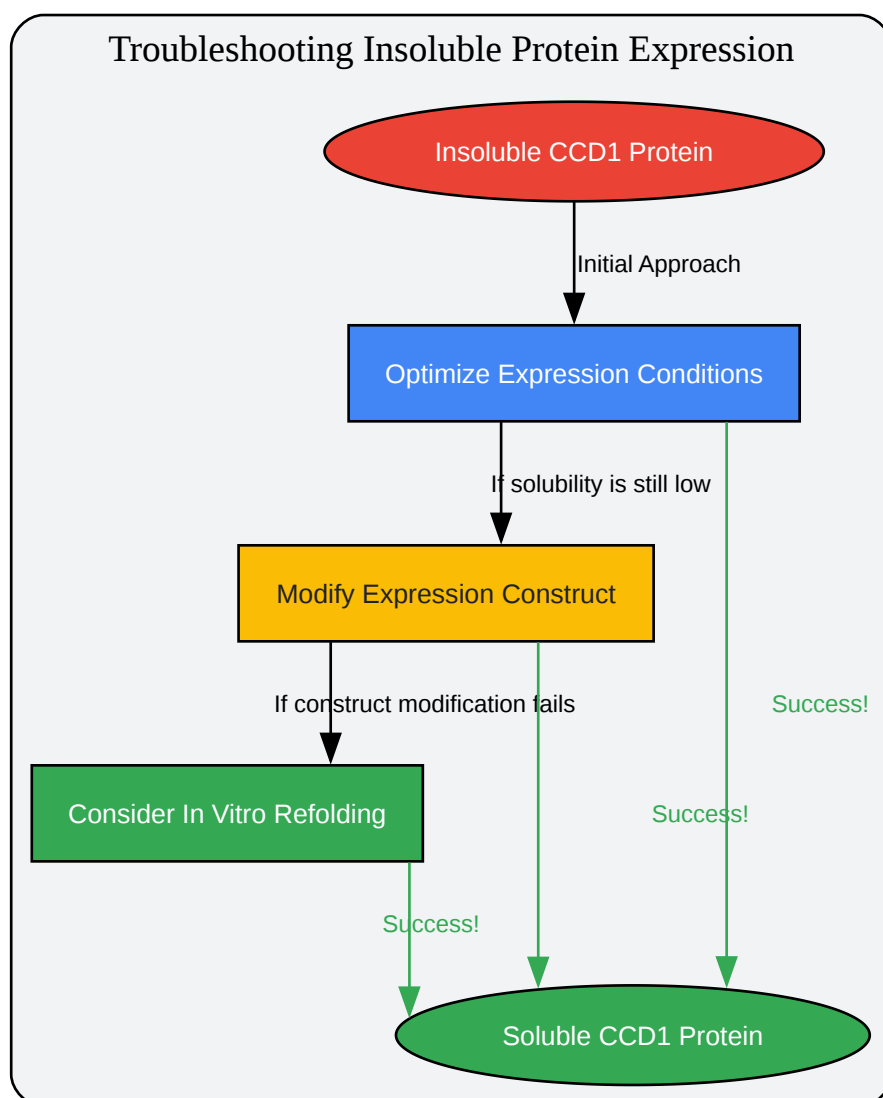 Troubleshooting Insoluble Protein Expression
Insoluble CCD1 Protein
Initial Approach
Optimize Expression Conditions
If solubility is still low
Modify Expression Construct
If construct modification fails
Success!
Consider In Vitro Refolding
Success!
Success!
Soluble CCD1 Protein